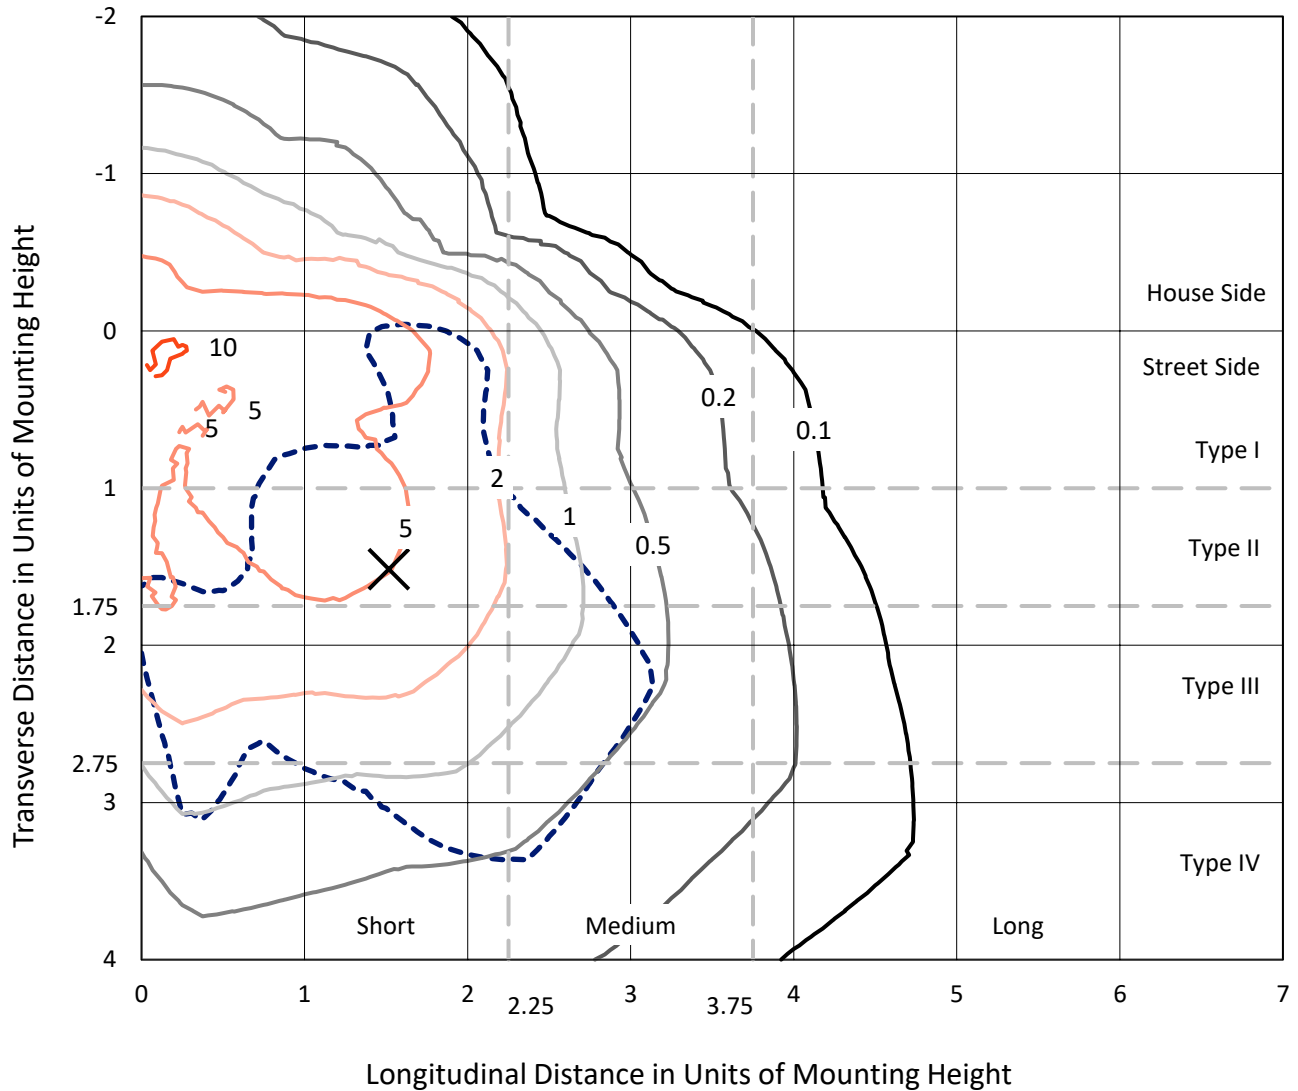 -2
-1
House Side
0
10
Street Side
0.2
5
5
0.1
Type I
2
1
1
5
0.5
Type II
1.75
2
Type III
2.75
3
Type IV
Short
Medium
Long
4
0
1
2
2.25
3
3.75
4
5
6
7
Transverse Distance in Units of Mounting Height
Longitudinal Distance in Units of Mounting Height